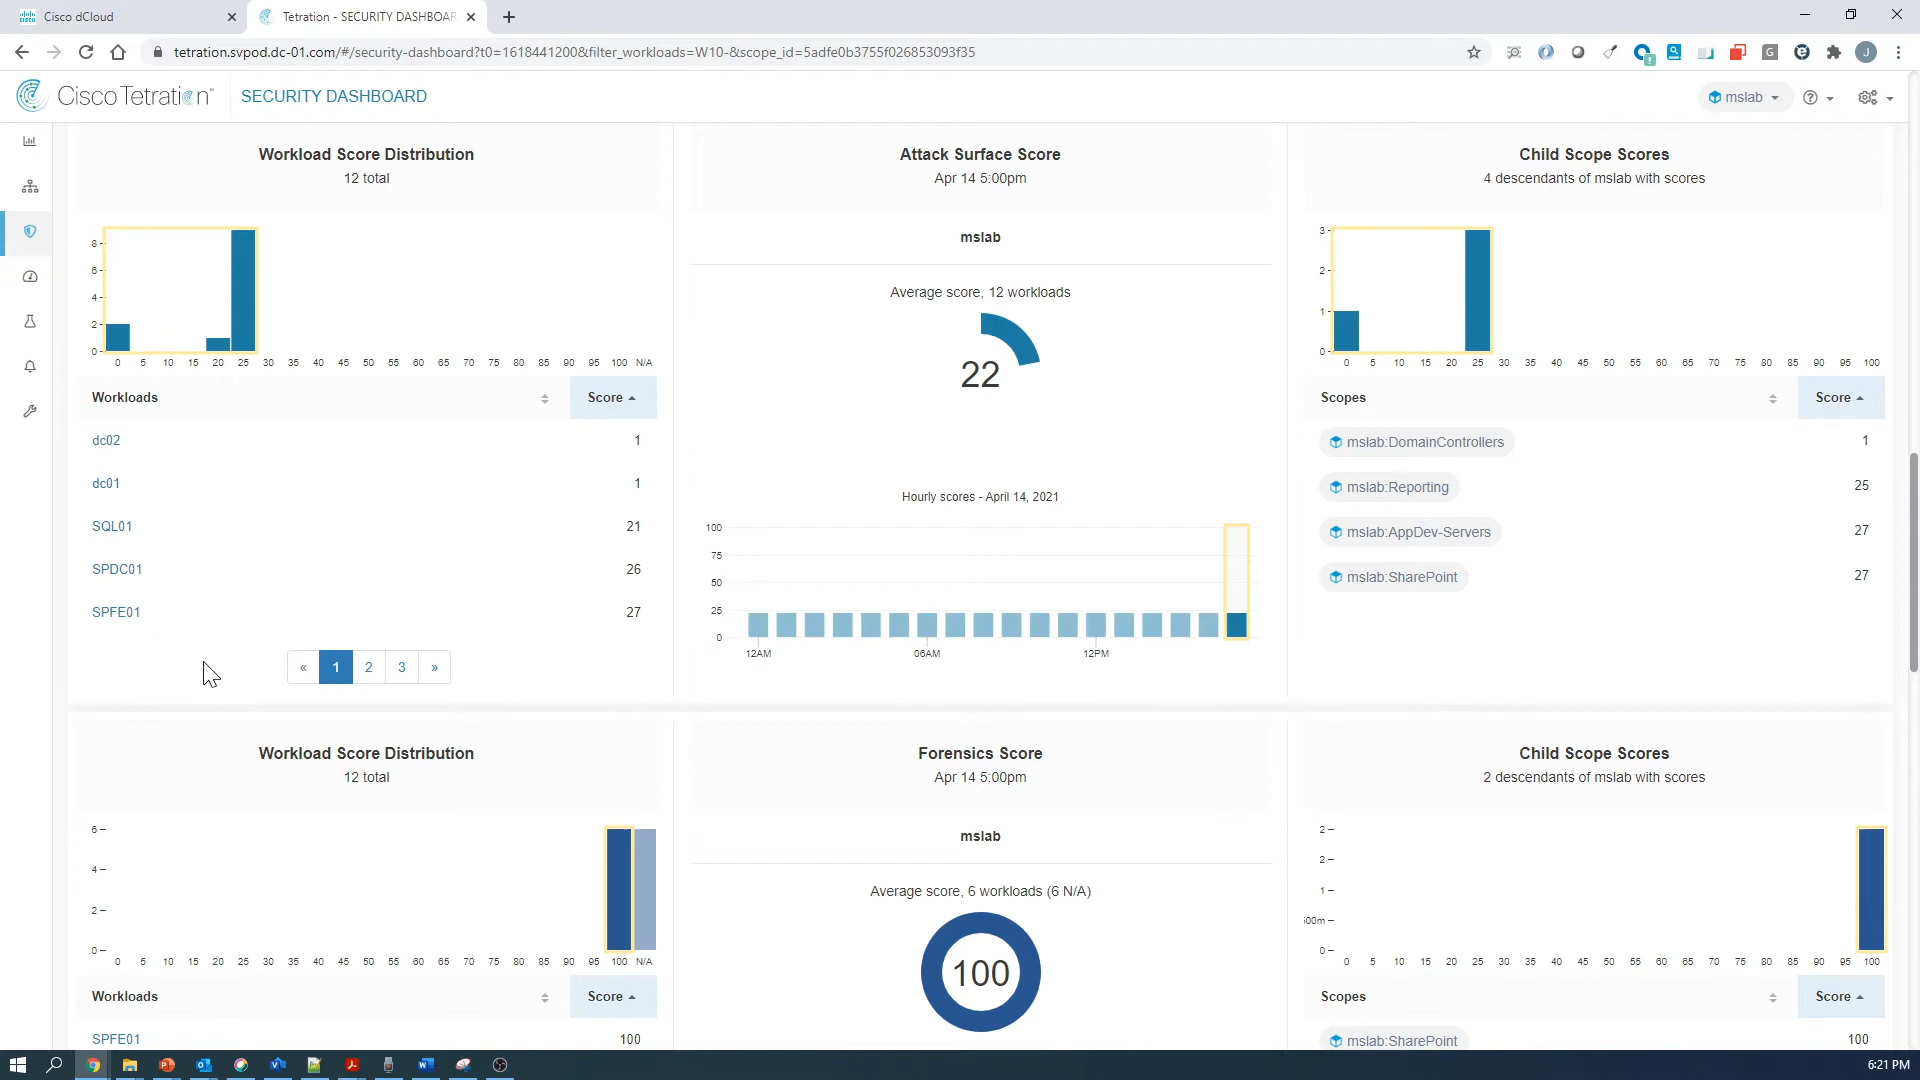 Cisco dCloud
Tetration - SECURITY DASHBOAR
tetration.svpod.dc-01.com/#/security-dashboard?t0=1618441200&filter_workloads=W10-&scope_id=5adfe0b3755f026853093f35
Cisco Tetration™
SECURITY DASHBOARD
mslab
Workload Score Distribution
12 total
8
6
4
2
0
0 5 10 15 20 25 30 35 40 45 50 55 60 65 70 75 80 85 90 95 100 N/A
Workloads Score
dc02 1
dc01 1
SQL01 21
SPDC01 26
SPFE01 27
« 1 2 3 »
Attack Surface Score
Apr 14 5:00pm
mslab
Average score, 12 workloads
22
Hourly scores - April 14, 2021
100
75
50
25
0
12AM 06AM 12PM
Child Scope Scores
4 descendants of mslab with scores
3
2
1
0
0 5 10 15 20 25 30 35 40 45 50 55 60 65 70 75 80 85 90 95 100
Scopes Score
mslab:DomainControllers 1
mslab:Reporting 25
mslab:AppDev-Servers 27
mslab:SharePoint 27
Workload Score Distribution
12 total
6
4
2
0
0 5 10 15 20 25 30 35 40 45 50 55 60 65 70 75 80 85 90 95 100 N/A
Workloads Score
SPFE01 100
Forensics Score
Apr 14 5:00pm
mslab
Average score, 6 workloads (6 N/A)
100
Child Scope Scores
2 descendants of mslab with scores
2
2
1
500m
0
0 5 10 15 20 25 30 35 40 45 50 55 60 65 70 75 80 85 90 95 100
Scopes Score
mslab:SharePoint 100
6:21 PM